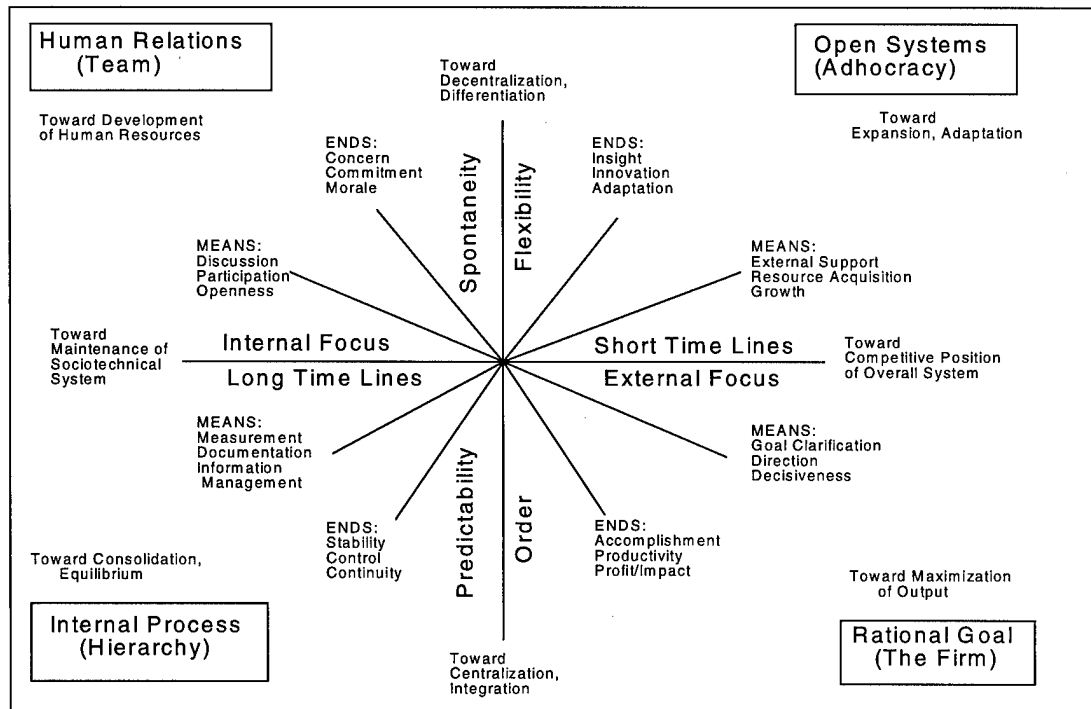 Human Relations
(Team)
Toward
Decentralization,
Differentiation
Open Systems
(Adhocracy)
Toward Development
of Human Resources
Toward
Expansion, Adaptation
ENDS:
Concern
Commitment
Morale
Spontaneity
Flexibility
ENDS:
Insight
Innovation
Adaptation
MEANS:
Discussion
Participation
Openness
MEANS:
External Support
Resource Acquisition
Growth
Toward
Maintenance of
Sociotechnical
System
Internal Focus
Long Time Lines
Short Time Lines
External Focus
Toward
Competitive Position
of Overall System
MEANS:
Measurement
Documentation
Information
Management
MEANS:
Goal Clarification
Direction
Decisiveness
ENDS:
Stability
Control
Continuity
Predictability
Order
ENDS:
Accomplishment
Productivity
Profit/Impact
Toward Consolidation,
Equilibrium
Toward Maximization
of Output
Internal Process
(Hierarchy)
Toward
Centralization,
Integration
Rational Goal
(The Firm)